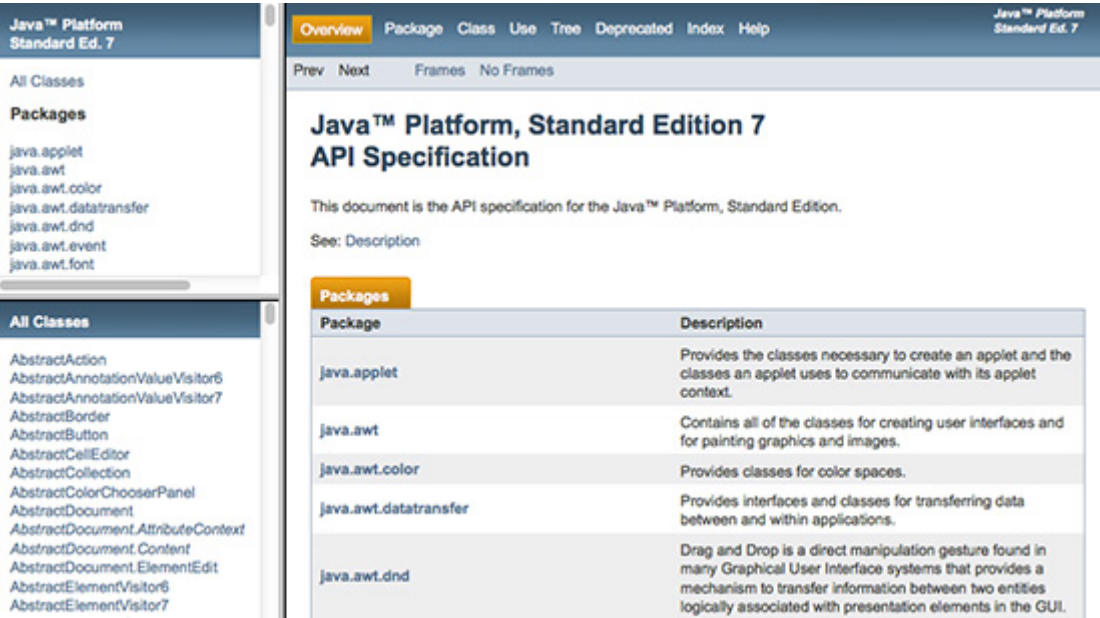 Java™ Platform
Standard Ed. 7
All Classes
Packages
java.applet
java.awt
java.awt.color
java.awt.datatransfer
java.awt.dnd
java.awt.event
java.awt.font
All Classes
AbstractAction
AbstractAnnotationValueVisitor6
AbstractAnnotationValueVisitor7
AbstractBorder
AbstractButton
AbstractCellEditor
AbstractCollection
AbstractColorChooserPanel
AbstractDocument
AbstractDocument.AttributeContext
AbstractDocument.Content
AbstractDocument.ElementEdit
AbstractElementVisitor6
AbstractElementVisitor7
Overview Package Class Use Tree Deprecated Index Help
Java™ Platform
Standard Ed. 7
Prev Next Frames No Frames
Java™ Platform, Standard Edition 7
API Specification
This document is the API specification for the Java™ Platform, Standard Edition.
See: Description
Packages
Package Description
java.applet
Provides the classes necessary to create an applet and the
classes an applet uses to communicate with its applet
context.
java.awt
Contains all of the classes for creating user interfaces and
for painting graphics and images.
java.awt.color Provides classes for color spaces.
java.awt.datatransfer
Provides interfaces and classes for transferring data
between and within applications.
java.awt.dnd
Drag and Drop is a direct manipulation gesture found in
many Graphical User Interface systems that provides a
mechanism to transfer information between two entities
logically associated with presentation elements in the GUI.